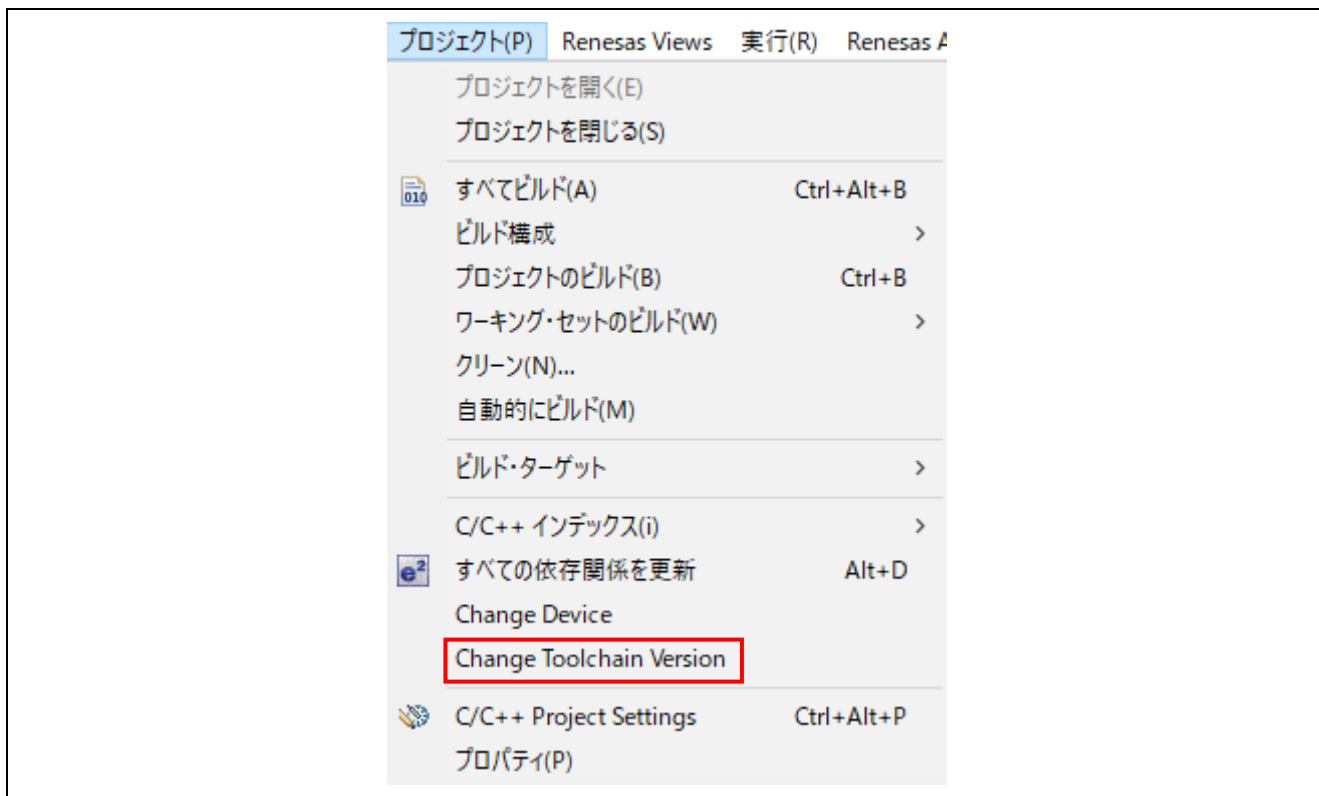 プロジェクト(P) Renesas Views 実行(R) Renesas A
プロジェクトを開く(E)
プロジェクトを閉じる(S)
すべてビルド(A) Ctrl+Alt+B
ビルド構成 >
プロジェクトのビルド(B) Ctrl+B
ワーキング・セットのビルド(W) >
クリーン(N)...
自動的にビルド(M)
ビルド・ターゲット >
C/C++ インデックス(i) >
すべての依存関係を更新 Alt+D
Change Device
Change Toolchain Version
C/C++ Project Settings Ctrl+Alt+P
プロパティ(P)